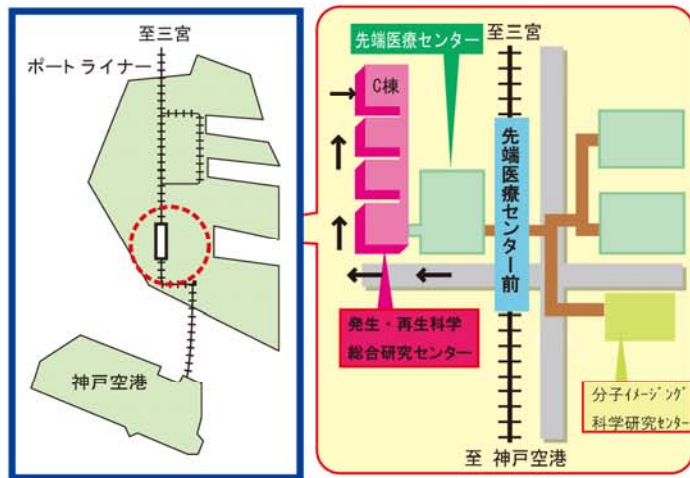 至三宮
ポートライナー
神戸空港
至三宮
先端医療センター
C棟
先端医療センター前
発生・再生科学
総合研究センター
分子ｲﾒｰｼﾞﾝｸﾞ
科学研究ｾﾝﾀｰ
至 神戸空港